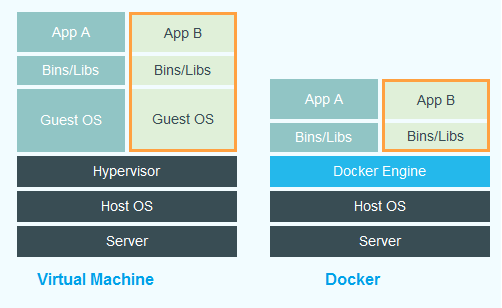 App A
App B
Bins/Libs
Bins/Libs
Guest OS
Guest OS
Hypervisor
Host OS
Server
Virtual Machine
App A
App B
Bins/Libs
Bins/Libs
Docker Engine
Host OS
Server
Docker